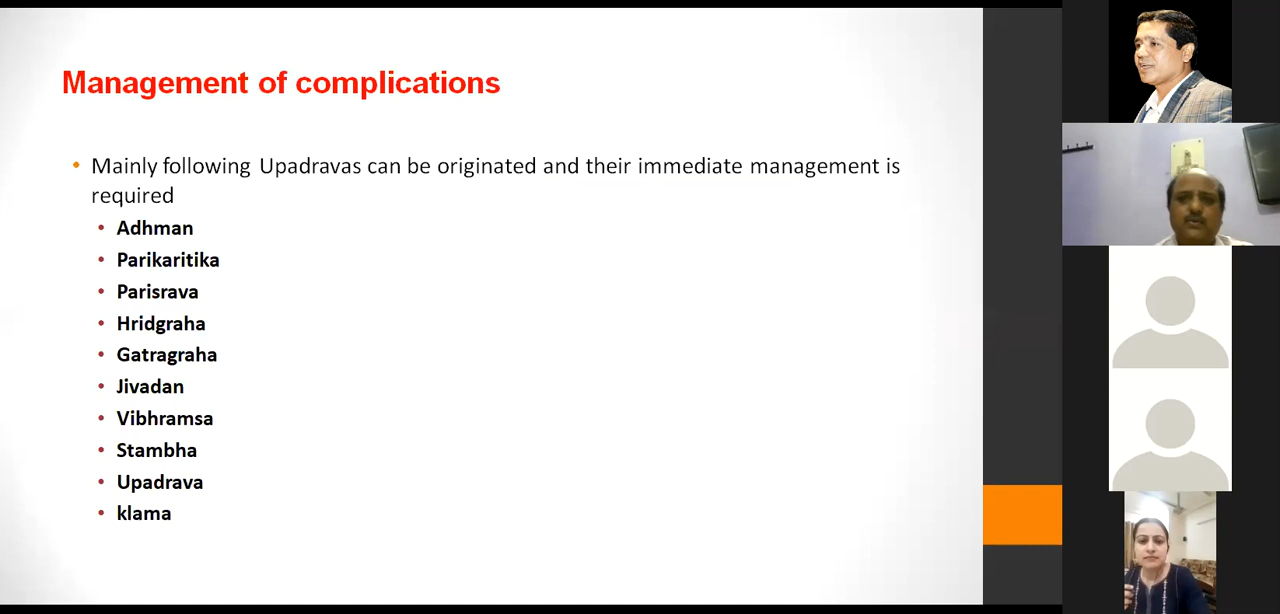 Management of complications
• Mainly following Upadravas can be originated and their immediate management is
required
• Adhman
• Parikaritika
• Parisrava
• Hridgraha
• Gatragraha
• Jivadan
• Vibhramsa
• Stambha
• Upadrava
• klama